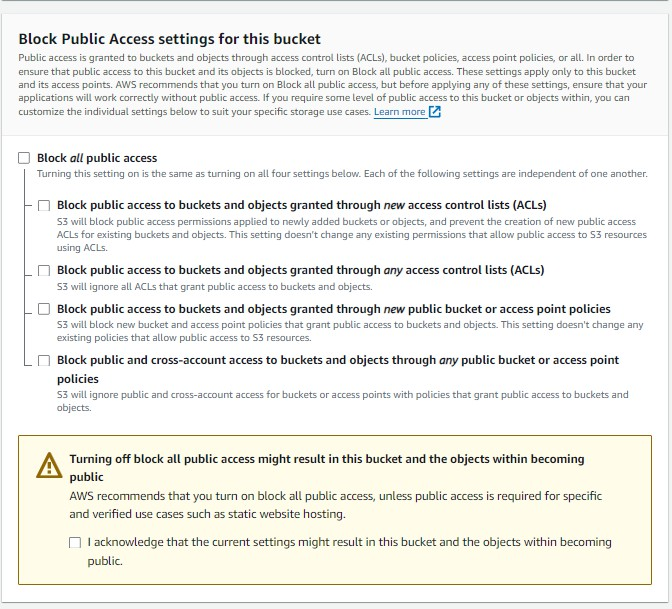 Block Public Access settings for this bucket
Public access is granted to buckets and objects through access control lists (ACLs), bucket policies, access point policies, or all. In order to
ensure that public access to this bucket and its objects is blocked, turn on Block all public access. These settings apply only to this bucket
and its access points. AWS recommends that you turn on Block all public access, but before applying any of these settings, ensure that your
applications will work correctly without public access. If you require some level of public access to this bucket or objects within, you can
customize the individual settings below to suit your specific storage use cases. Learn more
Block all public access
Turning this setting on is the same as turning on all four settings below. Each of the following settings are independent of one another.
Block public access to buckets and objects granted through new access control lists (ACLs)
S3 will block public access permissions applied to newly added buckets or objects, and prevent the creation of new public access
ACLs for existing buckets and objects. This setting doesn't change any existing permissions that allow public access to S3 resources
using ACLs.
Block public access to buckets and objects granted through any access control lists (ACLs)
S3 will ignore all ACLs that grant public access to buckets and objects.
Block public access to buckets and objects granted through new public bucket or access point policies
S3 will block new bucket and access point policies that grant public access to buckets and objects. This setting doesn't change any
existing policies that allow public access to S3 resources.
Block public and cross-account access to buckets and objects through any public bucket or access point
policies
S3 will ignore public and cross-account access for buckets or access points with policies that grant public access to buckets and
objects.
Turning off block all public access might result in this bucket and the objects within becoming
public
AWS recommends that you turn on block all public access, unless public access is required for specific
and verified use cases such as static website hosting.
I acknowledge that the current settings might result in this bucket and the objects within becoming
public.